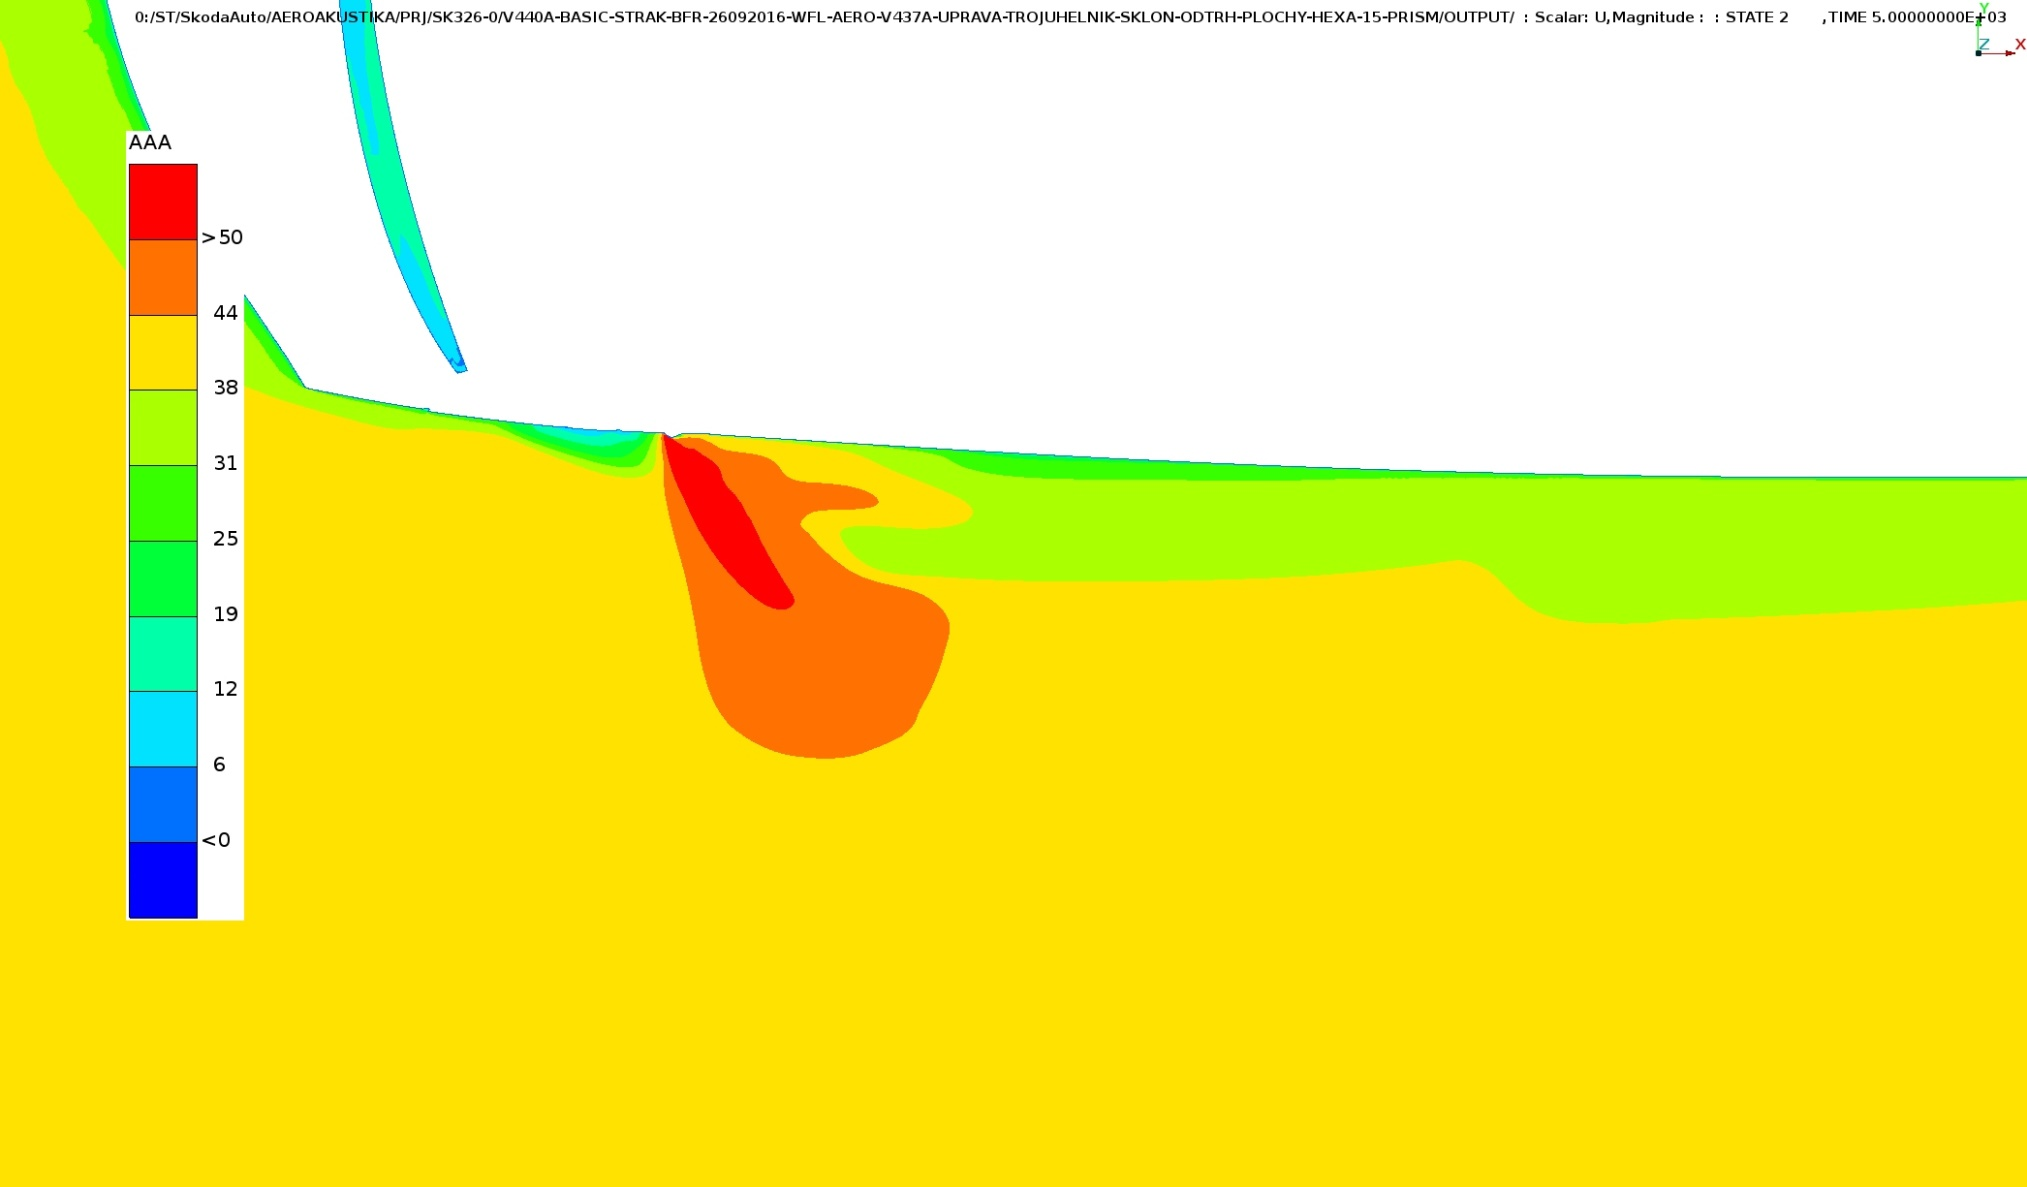 0:/ST/SkodaAuto/AEROAKUSTIKA/PRJ/SK326-0/V440A-BASIC-STRAK-BFR-26092016-WFL-AERO-V437A-UPRAVA-TROJUHELNIK-SKLON-ODTRH-PLOCHY-HEXA-15-PRISM/OUTPUT/ : Scalar: U,Magnitude : : STATE 2 ,TIME 5.00000000E+03
Y
Z X
AAA
>50
44
38
31
25
19
12
6
<0